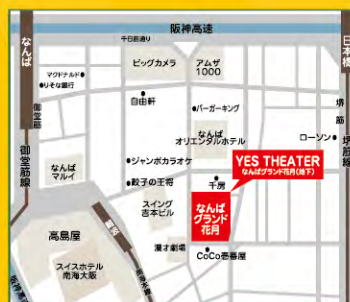 阪神高速
千日前通り
なんば
日本橋
ビッグカメラ
アムザ
1000
マクドナルド
りそな銀行
自由軒
バーガーキング
御堂筋
堺筋
なんば
オリエンタルホテル
ローソン
御堂筋線
堺筋線
なんば
マルイ
ジャンボカラオケ
餃子の王将
YES THEATER
なんばグランド花月(地下)
千房
スイング
吉本ビル
なんば
グランド
花月
高島屋
漫才劇場
CoCo壱番屋
スイスホテル
南海大阪